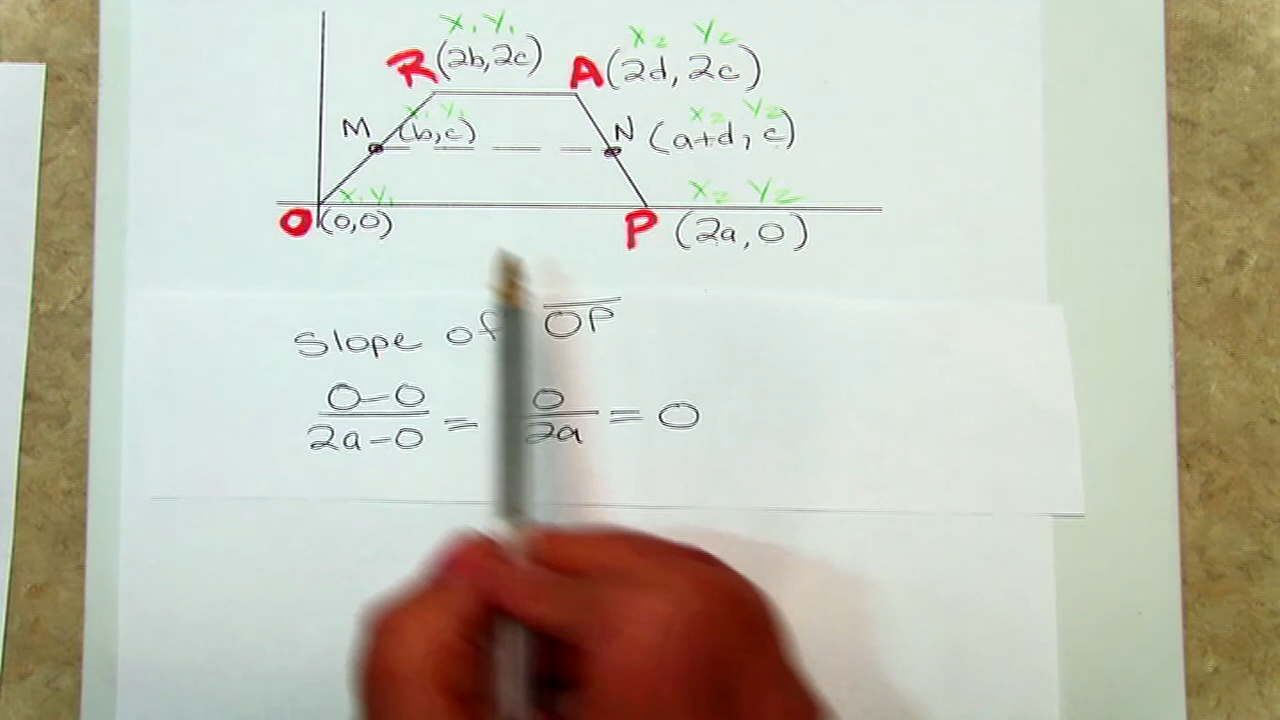 X₁ Y₁ X₂ Y₂
R (2b, 2c) A (2d, 2c)
X₁ Y₁ X₂ Y₂
M (b, c) N (a+d, c)
X₁ Y₁ X₂ Y₂
O (0,0) P (2a, 0)
Slope of OP
0-0 / 2a-0 = 0 / 2a = 0